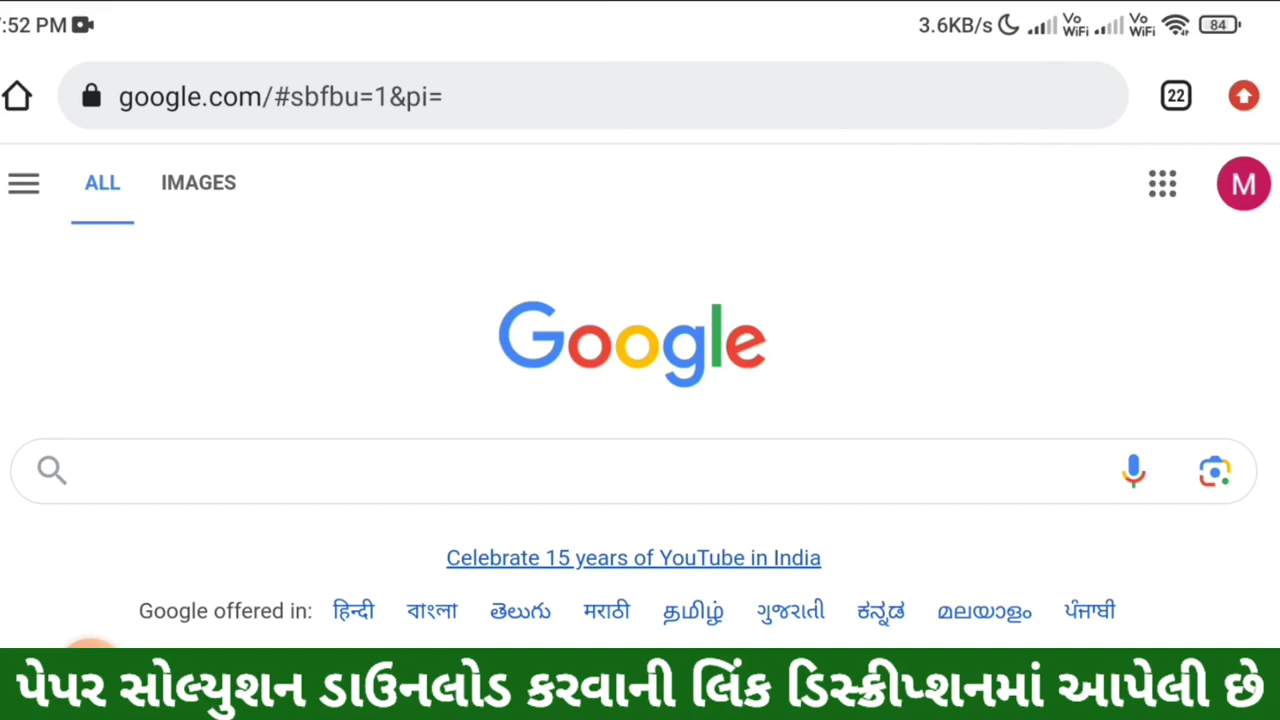 :52 PM 3.6KB/s Vo WiFi Vo WiFi 84
google.com/#sbfbu=1&pi= 22
ALL IMAGES M
Google
Celebrate 15 years of YouTube in India
Google offered in: हिन्दी বাংলা తెలుగు मराठी தமிழ் ગુજરાતી ಕನ್ನಡ മലയാളം ਪੰਜਾਬੀ
પેપર સોલ્યુશન ડાઉનલોડ કરવાની લિંક ડિસ્ક્રીપ્શનમાં આપેલી છે